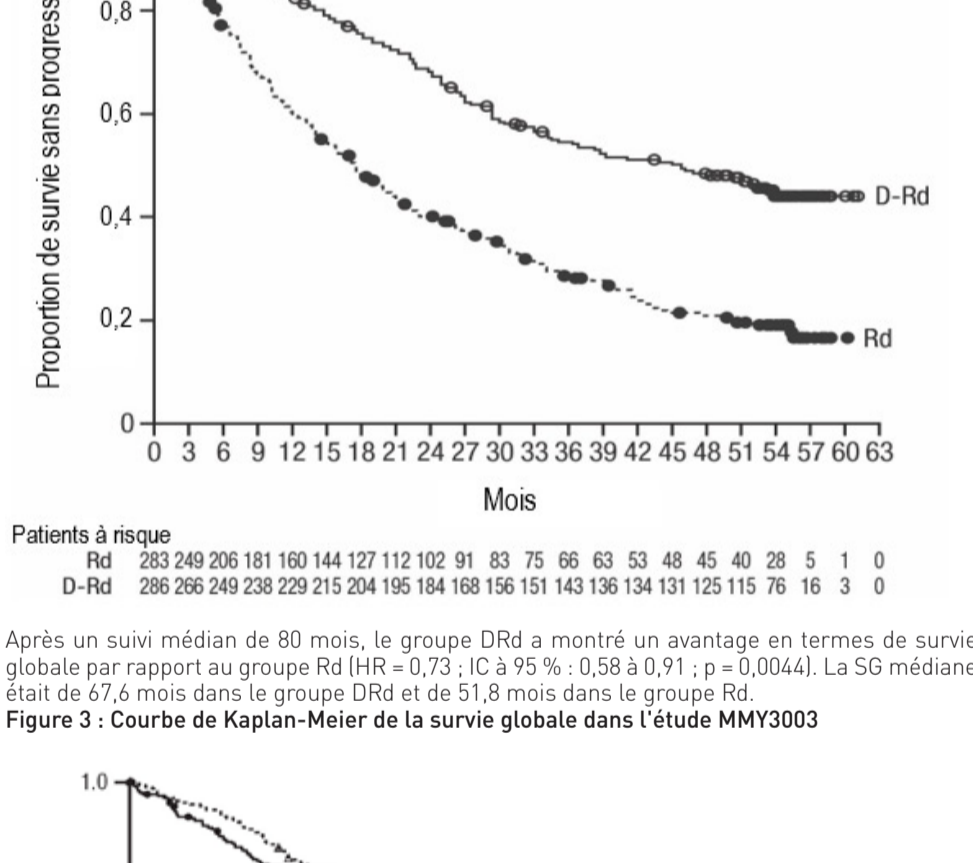 Proportion de survie sans progress
0,8
0,6
0,4
0,2
0
D-Rd
Rd
0 3 6 9 12 15 18 21 24 27 30 33 36 39 42 45 48 51 54 57 60 63
Mois
Patients à risque
Rd 283 249 206 181 160 144 127 112 102 91 83 75 66 63 53 48 45 40 28 5 1 0
D-Rd 286 266 249 238 229 215 204 195 184 168 156 151 143 136 134 131 125 115 76 16 3 0
Après un suivi médian de 80 mois, le groupe DRd a montré un avantage en termes de survie
globale par rapport au groupe Rd (HR = 0,73 ; IC à 95 % : 0,58 à 0,91 ; p = 0,0044). La SG médiane
était de 67,6 mois dans le groupe DRd et de 51,8 mois dans le groupe Rd.
Figure 3 : Courbe de Kaplan-Meier de la survie globale dans l'étude MMY3003
1.0